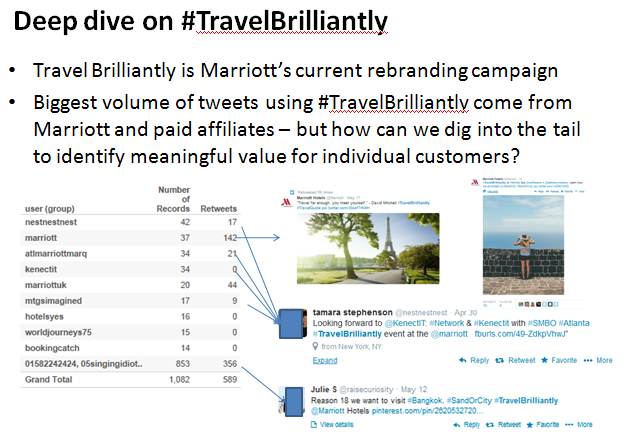 Deep dive on #TravelBrilliantly
• Travel Brilliantly is Marriott's current rebranding campaign
• Biggest volume of tweets using #TravelBrilliantly come from
Marriott and paid affiliates – but how can we dig into the tail
to identify meaningful value for individual customers?
user (group) Number of Records Retweets
nestnestnest 42 17
marriott 37 142
atlmarriottmarq 34 21
kenectit 34 0
marriottuk 20 44
mtgsimagined 17 9
hotelsyes 16 0
worldjourneys75 15 0
bookingcatch 14 0
01582242424, 05singingidiot.. 853 356
Grand Total 1,082 589
Marriott Hotels
"Travel far enough, you meet yourself." - David Mitchell #TravelBrilliantly
tamara stephenson @nestnestnest · Apr 30
Looking forward to @KenectIT: #Network & #Kenectit with #SMBO #Atlanta
#TravelBrilliantly event at the @marriott fburls.com/49-ZdkpVhwJ"
from New York, NY
Expand Reply Retweet Favorite More
Julie S @raisecuriosity · May 12
Reason 18 we want to visit #Bangkok. #SandOrCity #TravelBrilliantly
@Marriott Hotels pinterest.com/pin/2620532720...
View details Reply Retweet Favorite More